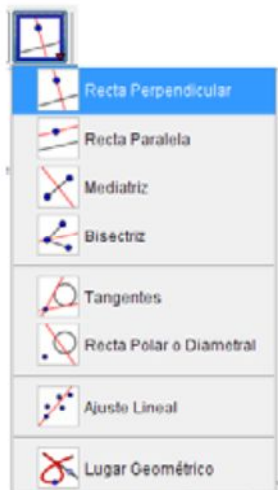 Recta Perpendicular
Recta Paralela
Mediatriz
Bisectriz
Tangentes
Recta Polar o Diametral
Ajuste Lineal
Lugar Geométrico